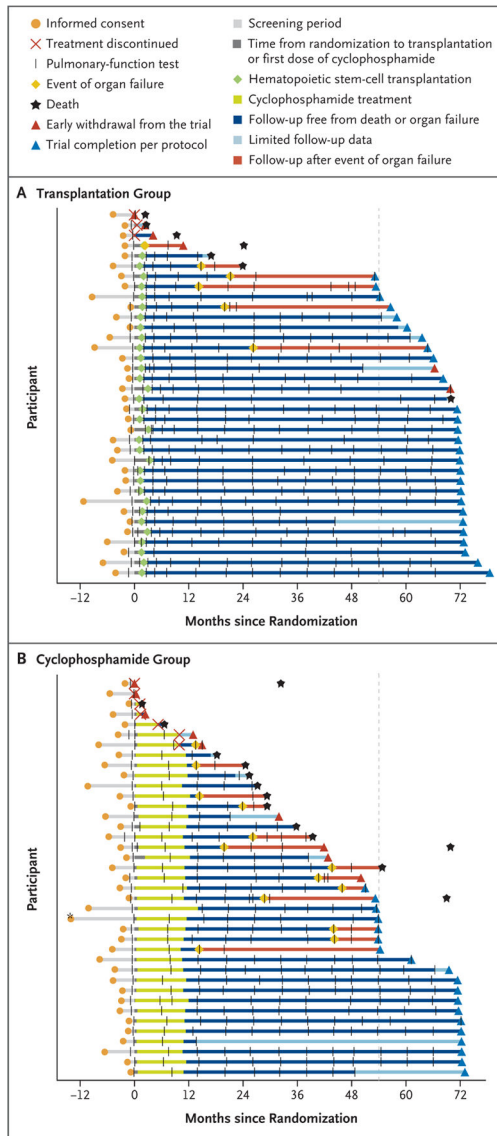 Informed consent
Treatment discontinued
Pulmonary-function test
Event of organ failure
Death
Early withdrawal from the trial
Trial completion per protocol
Screening period
Time from randomization to transplantation
or first dose of cyclophosphamide
Hematopoietic stem-cell transplantation
Cyclophosphamide treatment
Follow-up free from death or organ failure
Limited follow-up data
Follow-up after event of organ failure
A Transplantation Group
Participant
−12 0 12 24 36 48 60 72
Months since Randomization
B Cyclophosphamide Group
Participant
−12 0 12 24 36 48 60 72
Months since Randomization